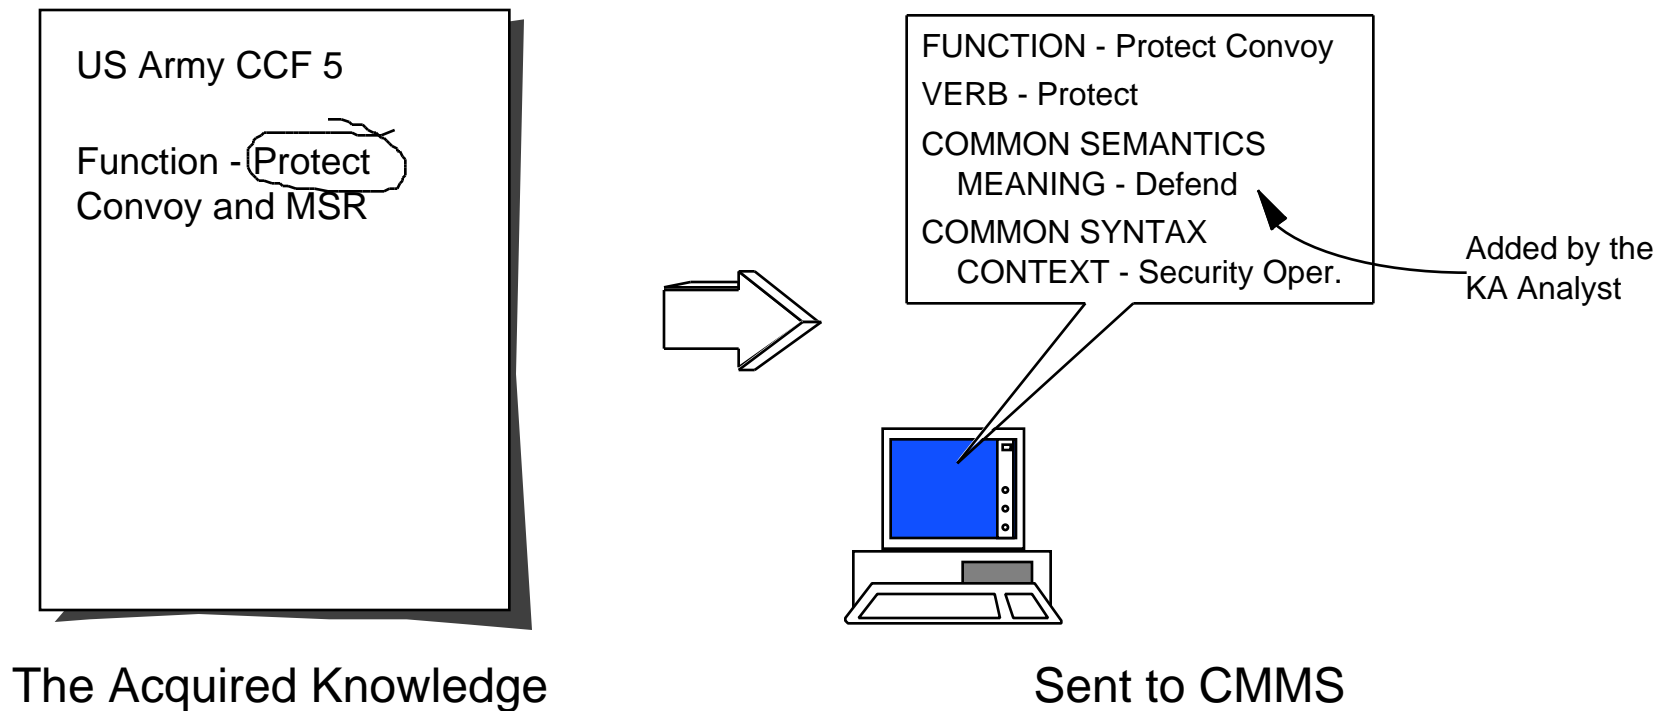 US Army CCF 5
Function - Protect
Convoy and MSR
The Acquired Knowledge
FUNCTION - Protect Convoy
VERB - Protect
COMMON SEMANTICS
MEANING - Defend
COMMON SYNTAX
CONTEXT - Security Oper.
Added by the
KA Analyst
Sent to CMMS